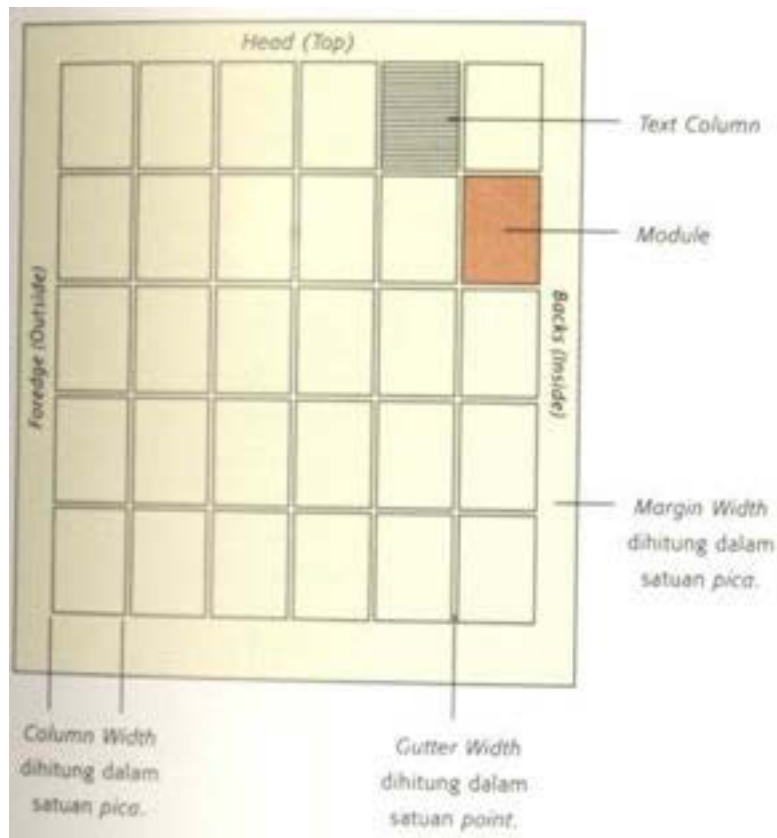 Head (Top)
Text Column
Module
Foredge (Outside)
Backs (Inside)
Margin Width
dihitung dalam
satuan pica.
Column Width
dihitung dalam
satuan pica.
Gutter Width
dihitung dalam
satuan point.